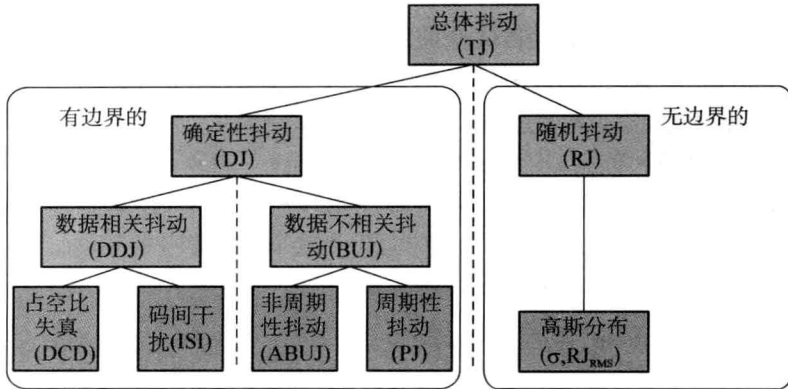 总体抖动
(TJ)
有边界的
无边界的
确定性抖动
(DJ)
随机抖动
(RJ)
数据相关抖动
(DDJ)
数据不相关抖
动(BUJ)
占空比
失真
(DCD)
码间干
扰(ISI)
非周期
性抖动
(ABUJ)
周期性
抖动
(PJ)
高斯分布
(σ,RJRMS)